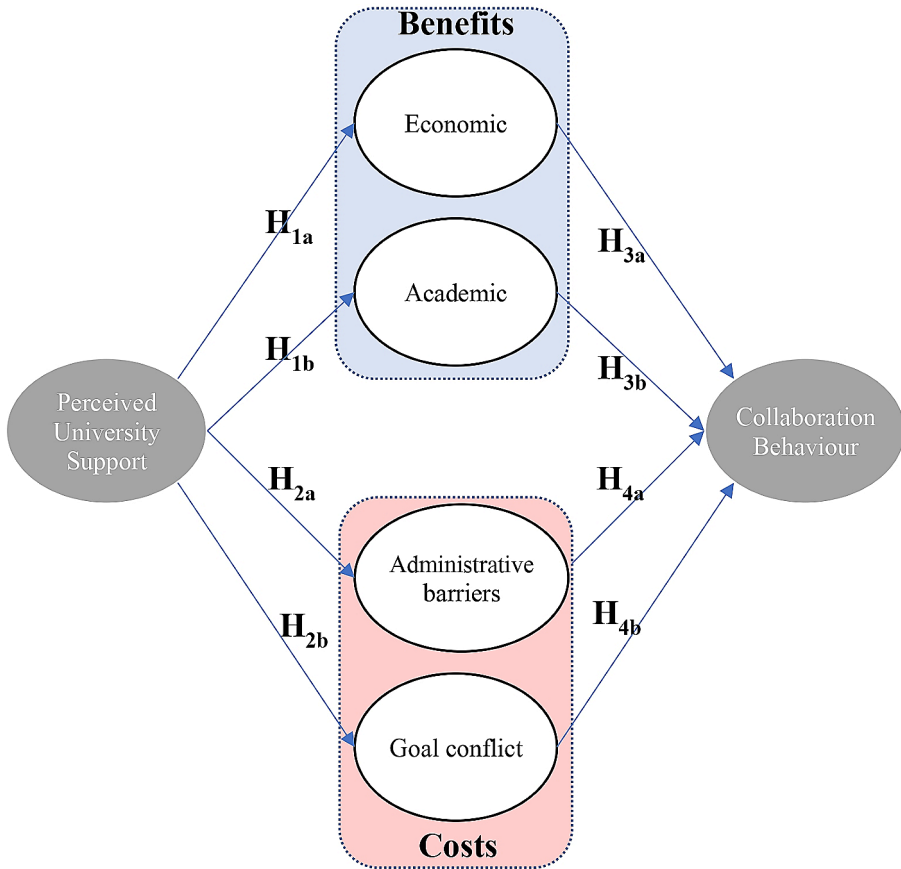 Benefits
Economic
H1a
H3a
Academic
H1b
H3b
Perceived
University
Support
Collaboration
Behaviour
H2a
H4a
Administrative
barriers
H2b
H4b
Goal conflict
Costs